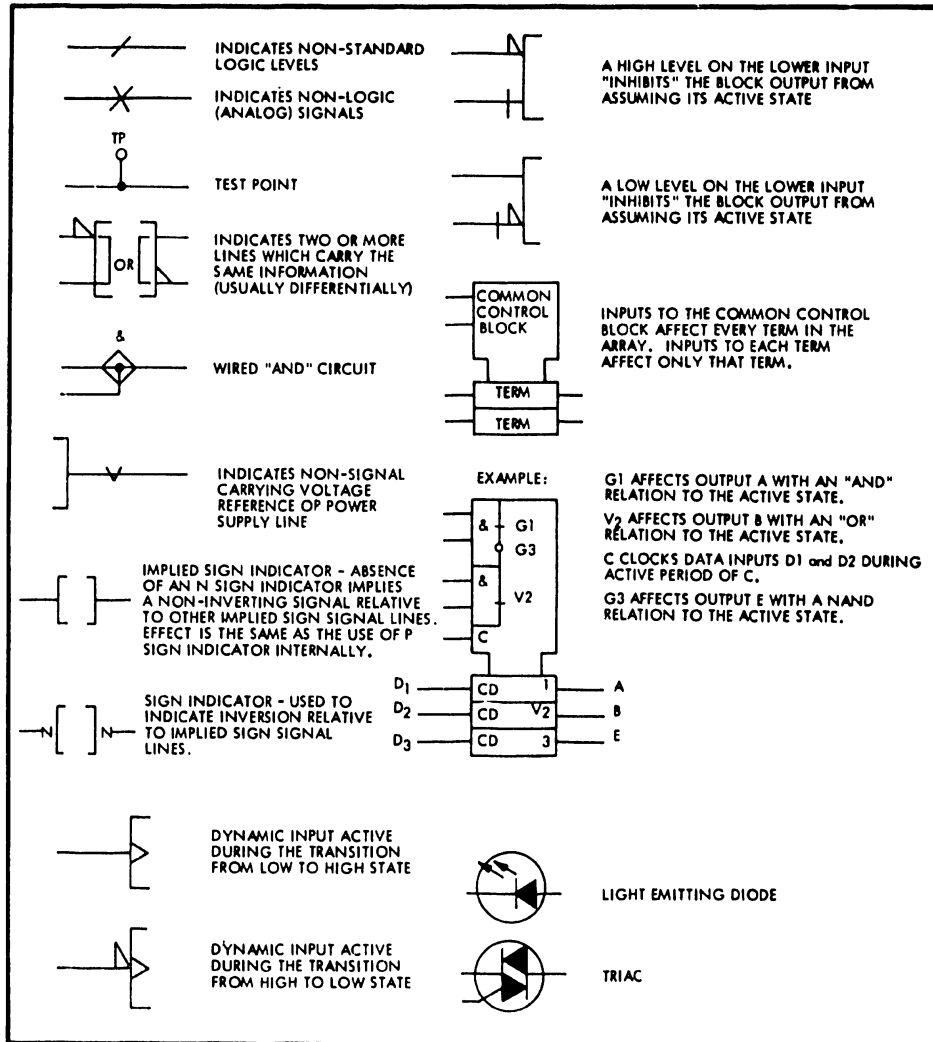 INDICATES NON-STANDARD
LOGIC LEVELS
INDICATES NON-LOGIC
(ANALOG) SIGNALS
TP
TEST POINT
OR
INDICATES TWO OR MORE
LINES WHICH CARRY THE
SAME INFORMATION
(USUALLY DIFFERENTIALLY)
&
WIRED "AND" CIRCUIT
INDICATES NON-SIGNAL
CARRYING VOLTAGE
REFERENCE OF POWER
SUPPLY LINE
IMPLIED SIGN INDICATOR - ABSENCE
OF AN N SIGN INDICATOR IMPLIES
A NON-INVERTING SIGNAL RELATIVE
TO OTHER IMPLIED SIGN SIGNAL LINES.
EFFECT IS THE SAME AS THE USE OF P
SIGN INDICATOR INTERNALLY.
N N
SIGN INDICATOR - USED TO
INDICATE INVERSION RELATIVE
TO IMPLIED SIGN SIGNAL
LINES.
DYNAMIC INPUT ACTIVE
DURING THE TRANSITION
FROM LOW TO HIGH STATE
DYNAMIC INPUT ACTIVE
DURING THE TRANSITION
FROM HIGH TO LOW STATE
A HIGH LEVEL ON THE LOWER INPUT
"INHIBITS" THE BLOCK OUTPUT FROM
ASSUMING ITS ACTIVE STATE
A LOW LEVEL ON THE LOWER INPUT
"INHIBITS" THE BLOCK OUTPUT FROM
ASSUMING ITS ACTIVE STATE
COMMON
CONTROL
BLOCK
TERM
TERM
INPUTS TO THE COMMON CONTROL
BLOCK AFFECT EVERY TERM IN THE
ARRAY. INPUTS TO EACH TERM
AFFECT ONLY THAT TERM.
EXAMPLE:
& G1
G3
&
V2
C
D1 CD 1 A
D2 CD V2 B
D3 CD 3 E
G1 AFFECTS OUTPUT A WITH AN "AND"
RELATION TO THE ACTIVE STATE.
V2 AFFECTS OUTPUT B WITH AN "OR"
RELATION TO THE ACTIVE STATE.
C CLOCKS DATA INPUTS D1 and D2 DURING
ACTIVE PERIOD OF C.
G3 AFFECTS OUTPUT E WITH A NAND
RELATION TO THE ACTIVE STATE.
LIGHT EMITTING DIODE
TRIAC